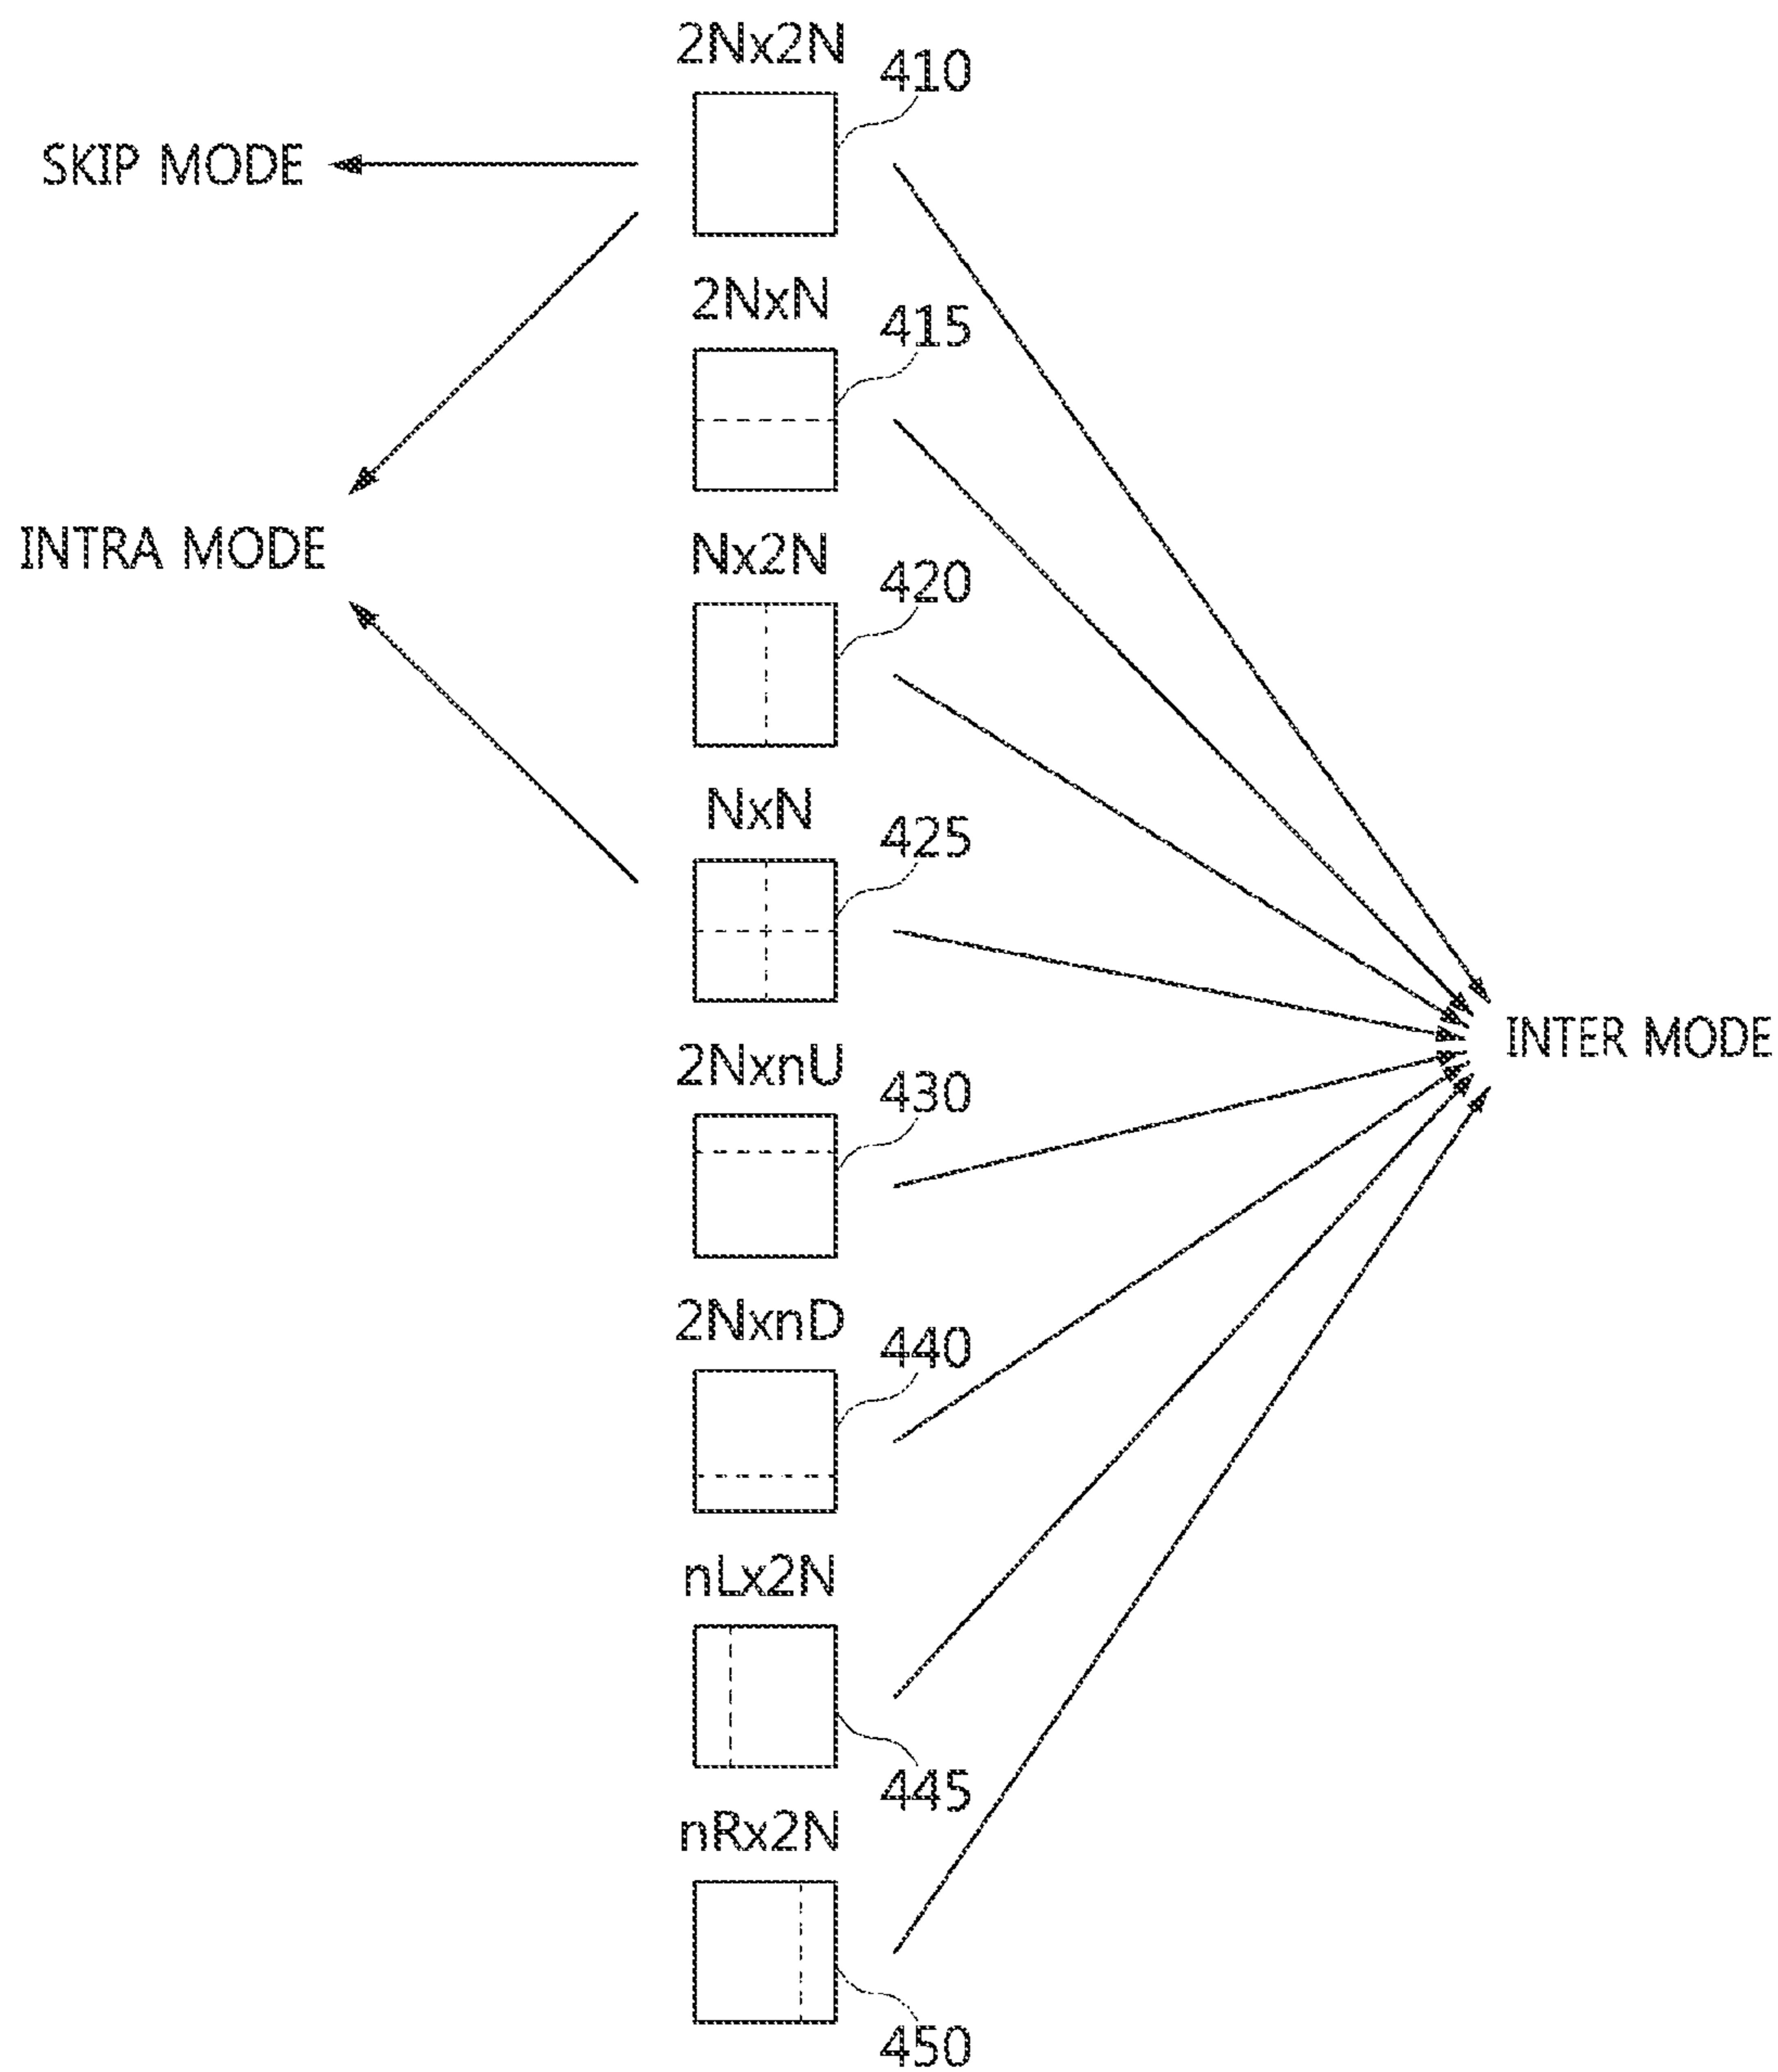 2Nx2N
410
SKIP MODE
2NxN
415
INTRA MODE
Nx2N
420
NxN
425
2NxnU
430
INTER MODE
2NxnD
440
nLx2N
445
nRx2N
450